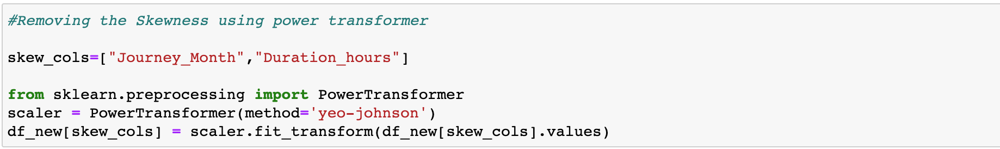 #Removing the Skewness using power transformer
skew_cols=["Journey_Month","Duration_hours"]
from sklearn.preprocessing import PowerTransformer
scaler = PowerTransformer(method='yeo-johnson')
df_new[skew_cols] = scaler.fit_transform(df_new[skew_cols].values)